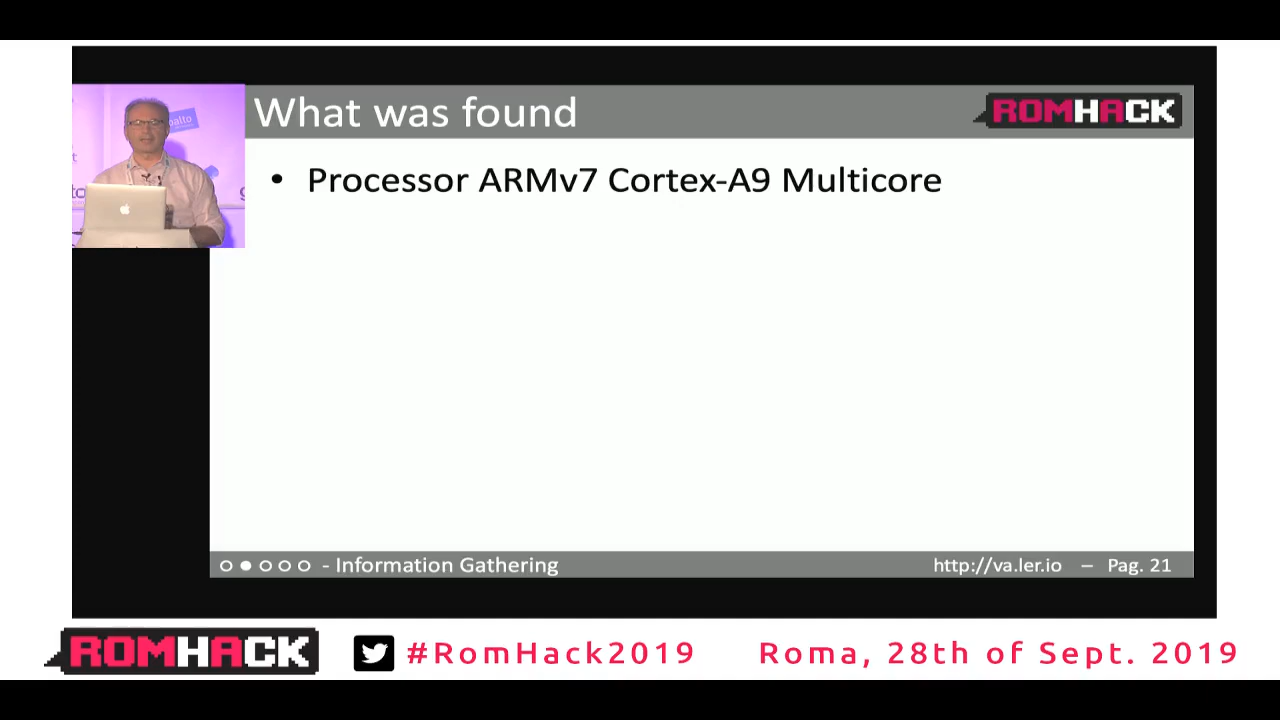 What was found
ROMHACK
• Processor ARMv7 Cortex-A9 Multicore
- Information Gathering
http://va.ler.io – Pag. 21
ROMHACK
#RomHack2019
Roma, 28th of Sept. 2019